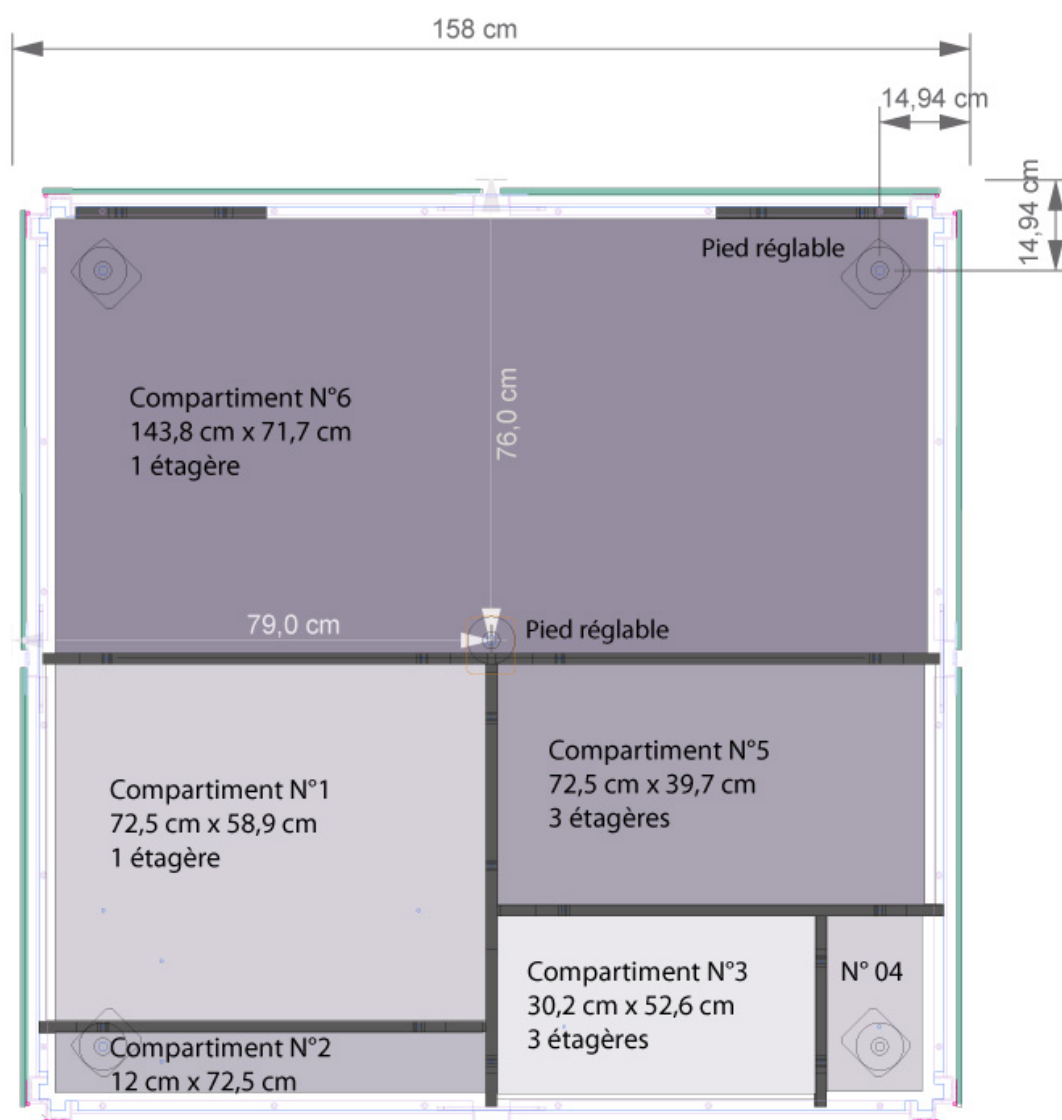 158 cm
14,94 cm
14,94 cm
Pied réglable
Compartiment N°6
143,8 cm x 71,7 cm
1 étagère
76,0 cm
79,0 cm
Pied réglable
Compartiment N°5
72,5 cm x 39,7 cm
3 étagères
Compartiment N°1
72,5 cm x 58,9 cm
1 étagère
Compartiment N°3
30,2 cm x 52,6 cm
3 étagères
N° 04
Compartiment N°2
12 cm x 72,5 cm